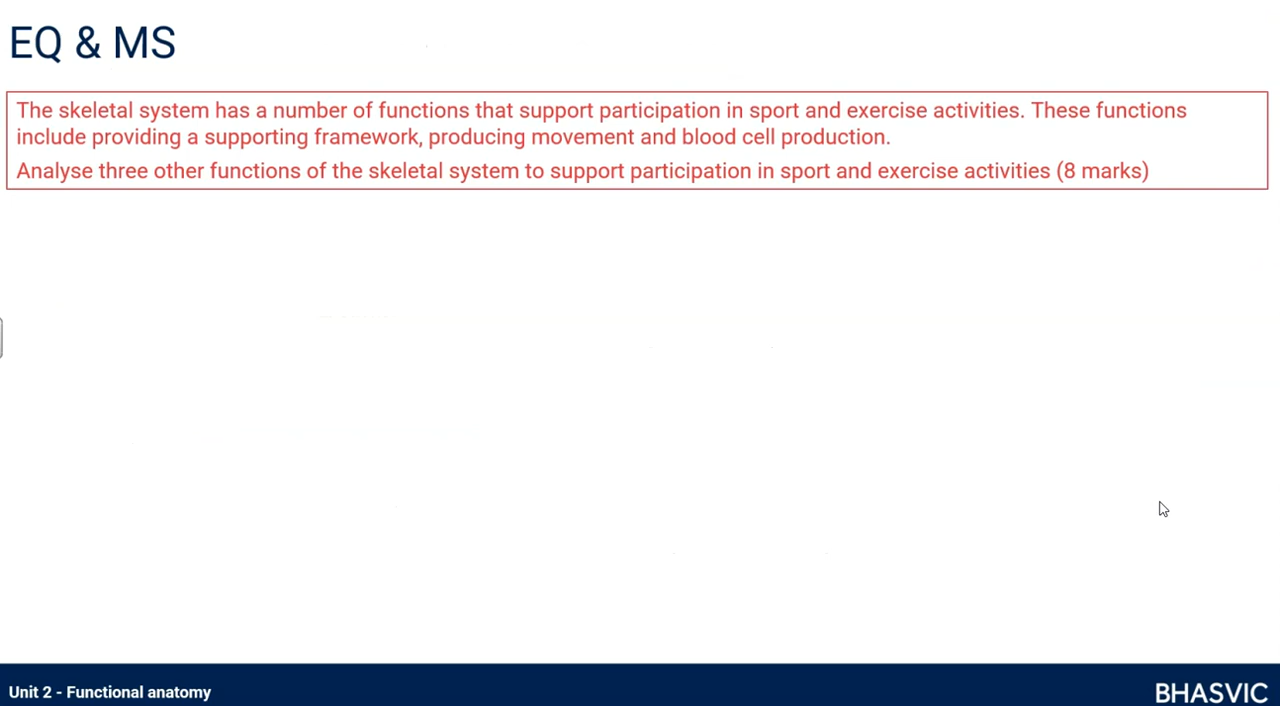 EQ & MS
The skeletal system has a number of functions that support participation in sport and exercise activities. These functions
include providing a supporting framework, producing movement and blood cell production.
Analyse three other functions of the skeletal system to support participation in sport and exercise activities (8 marks)
Unit 2 - Functional anatomy
BHASVIC